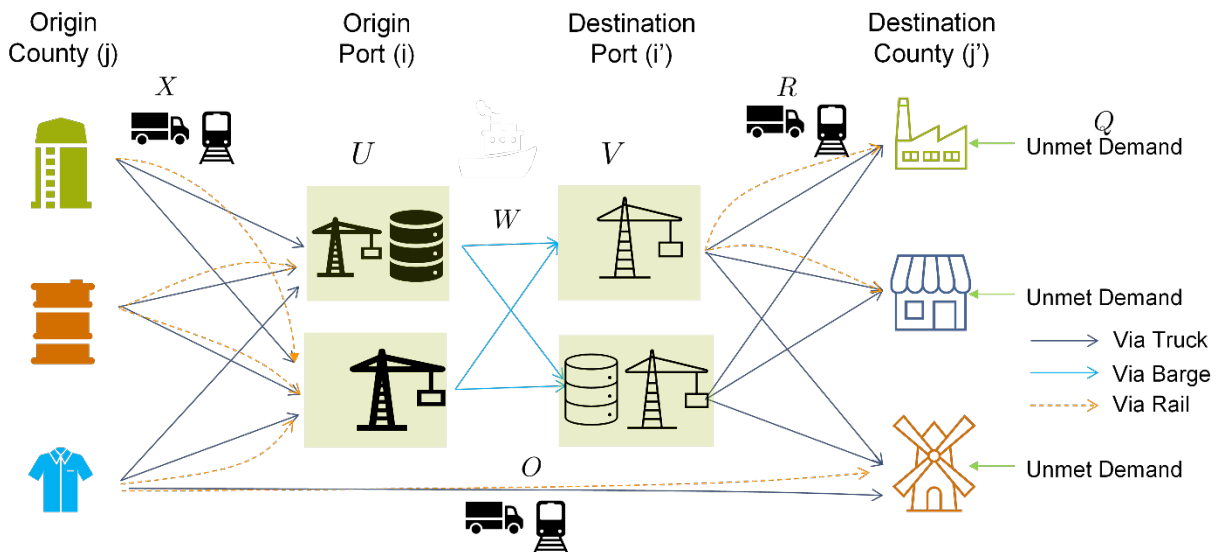 Origin
County (j)
Origin
Port (i)
Destination
Port (i’)
Destination
County (j’)
X
R
Q
U
V
W
O
Unmet Demand
Unmet Demand
Unmet Demand
Via Truck
Via Barge
Via Rail